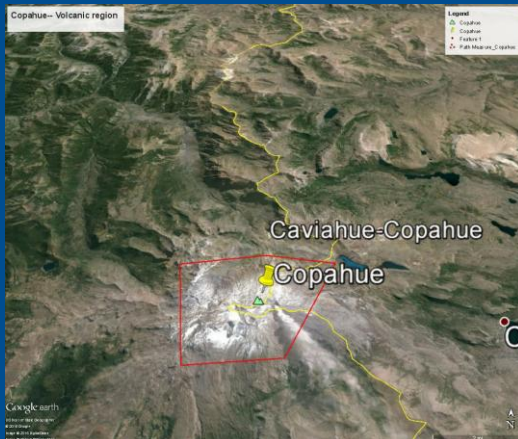 Copahue-- Volcanic region
Legend
Copahue
Copahue
Feature 1
Path Measure_Copahue
Caviahue-Copahue
Copahue
C
Google earth
N